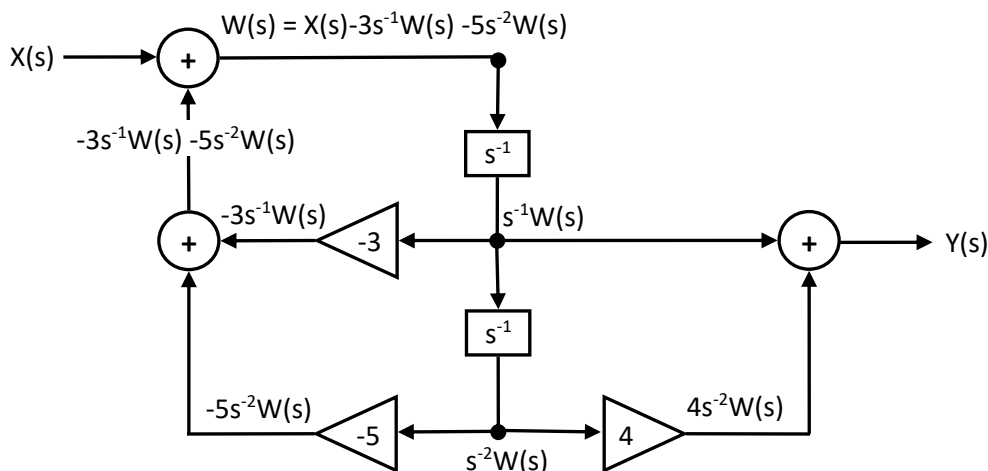 W(s) = X(s)-3s⁻¹W(s) -5s⁻²W(s)
X(s)
+
-3s⁻¹W(s) -5s⁻²W(s)
s⁻¹
-3s⁻¹W(s)
s⁻¹W(s)
+
-3
+
Y(s)
s⁻¹
-5s⁻²W(s)
4s⁻²W(s)
-5
4
s⁻²W(s)